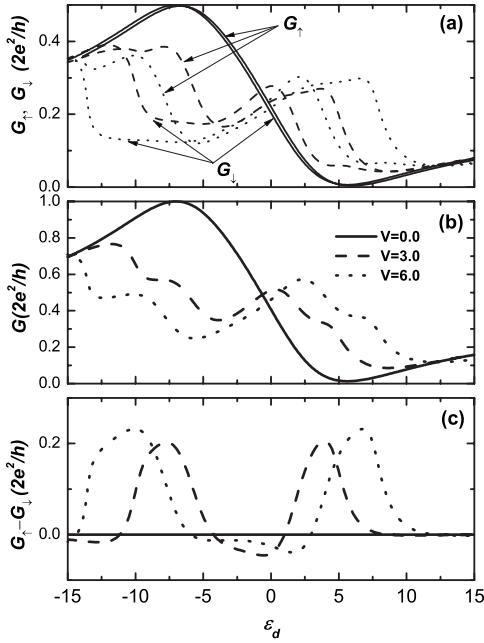 (a)
G↑, G↓ (2e²/h)
0.4
0.2
0.0
G↑
G↓
(b)
G(2e²/h)
1.0
0.8
0.6
0.4
0.2
0.0
V=0.0
V=3.0
V=6.0
(c)
G↑−G↓ (2e²/h)
0.2
0.0
-15 -10 -5 0 5 10 15
ε_d